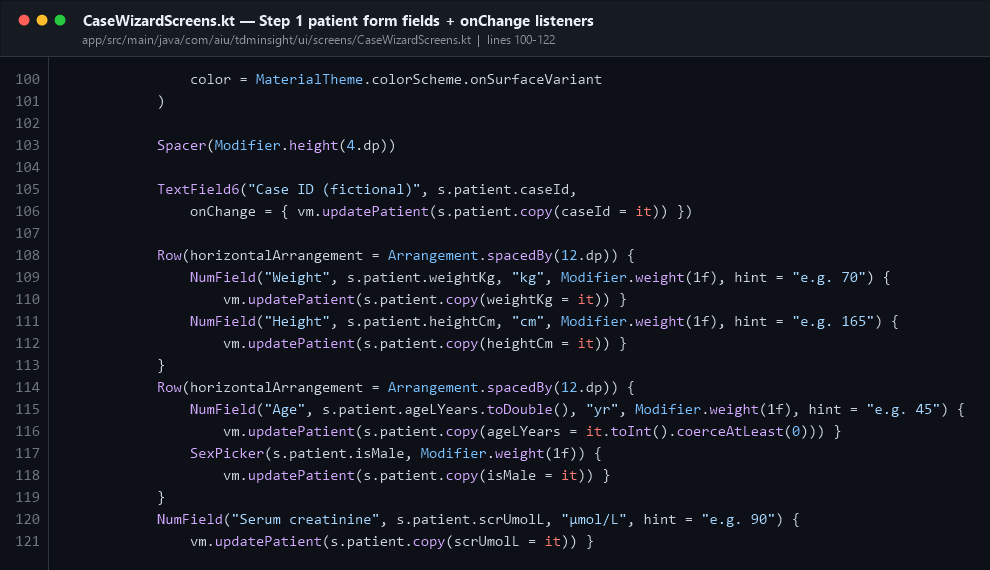 CaseWizardScreens.kt — Step 1 patient form fields + onChange listeners
app/src/main/java/com/aiu/tdminsight/ui/screens/CaseWizardScreens.kt | lines 100-122
100                 color = MaterialTheme.colorScheme.onSurfaceVariant
101             )
102
103             Spacer(Modifier.height(4.dp))
104
105             TextField6("Case ID (fictional)", s.patient.caseId,
106                 onChange = { vm.updatePatient(s.patient.copy(caseId = it)) })
107
108             Row(horizontalArrangement = Arrangement.spacedBy(12.dp)) {
109                 NumField("Weight", s.patient.weightKg, "kg", Modifier.weight(1f), hint = "e.g. 70") {
110                     vm.updatePatient(s.patient.copy(weightKg = it)) }
111                 NumField("Height", s.patient.heightCm, "cm", Modifier.weight(1f), hint = "e.g. 165") {
112                     vm.updatePatient(s.patient.copy(heightCm = it)) }
113             }
114             Row(horizontalArrangement = Arrangement.spacedBy(12.dp)) {
115                 NumField("Age", s.patient.ageLYears.toDouble(), "yr", Modifier.weight(1f), hint = "e.g. 45") {
116                     vm.updatePatient(s.patient.copy(ageLYears = it.toInt().coerceAtLeast(0))) }
117                 SexPicker(s.patient.isMale, Modifier.weight(1f)) {
118                     vm.updatePatient(s.patient.copy(isMale = it)) }
119             }
120             NumField("Serum creatinine", s.patient.scrUmolL, "µmol/L", hint = "e.g. 90") {
121                 vm.updatePatient(s.patient.copy(scrUmolL = it)) }